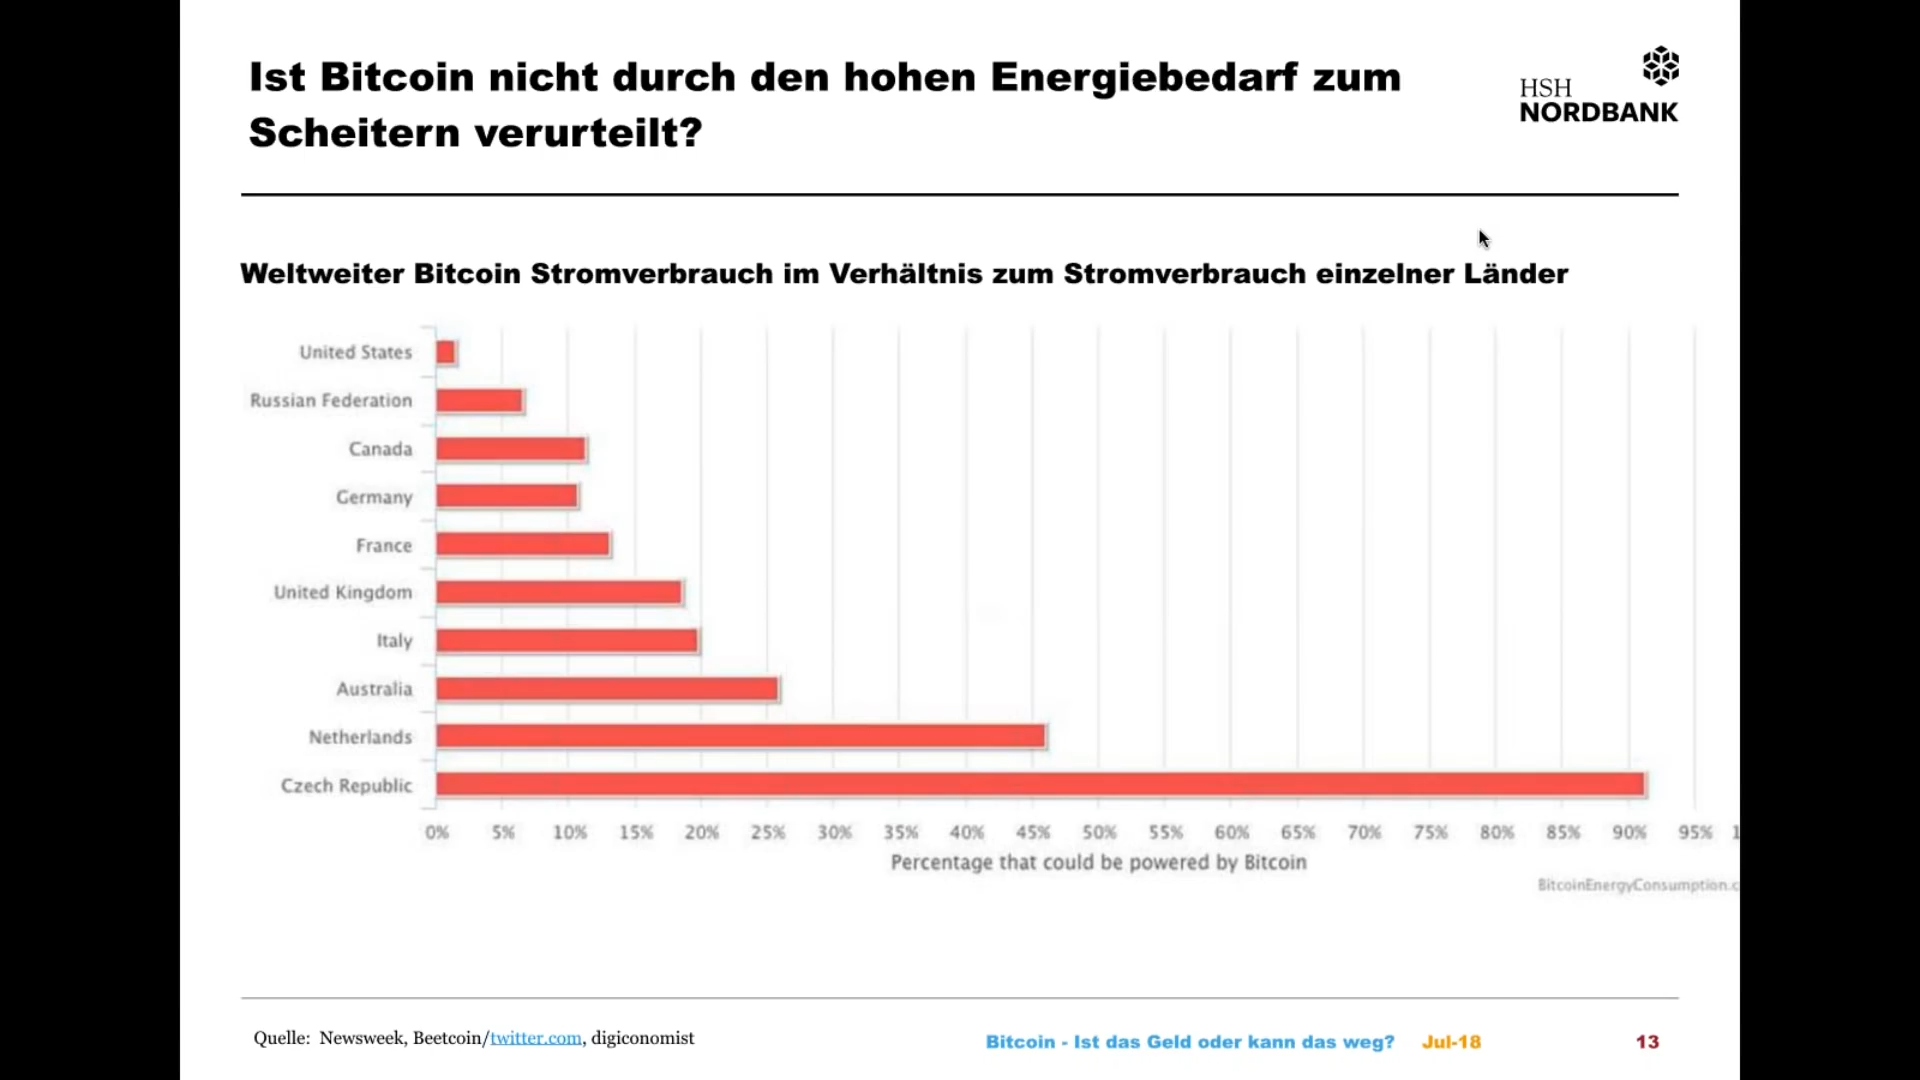 Ist Bitcoin nicht durch den hohen Energiebedarf zum
Scheitern verurteilt?
HSH
NORDBANK
Weltweiter Bitcoin Stromverbrauch im Verhältnis zum Stromverbrauch einzelner Länder
United States
Russian Federation
Canada
Germany
France
United Kingdom
Italy
Australia
Netherlands
Czech Republic
0% 5% 10% 15% 20% 25% 30% 35% 40% 45% 50% 55% 60% 65% 70% 75% 80% 85% 90% 95% 1
Percentage that could be powered by Bitcoin
BitcoinEnergyConsumption.c
Quelle: Newsweek, Beetcoin/twitter.com, digiconomist
Bitcoin - Ist das Geld oder kann das weg? Jul-18 13